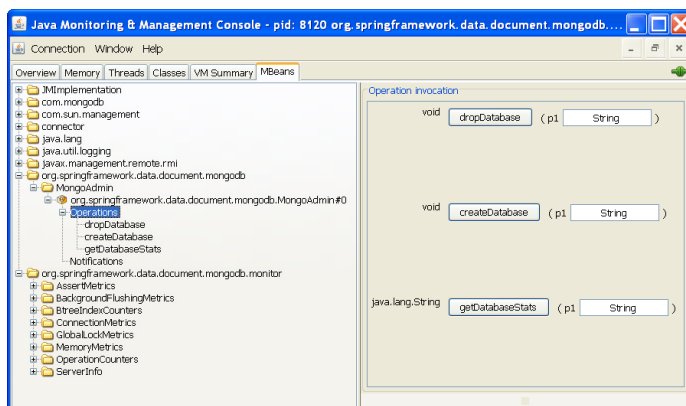 Java Monitoring & Management Console - pid: 8120 org.springframework.data.document.mongodb....
Connection Window Help
Overview Memory Threads Classes VM Summary MBeans
JMImplementation
com.mongodb
com.sun.management
connector
java.lang
java.util.logging
javax.management.remote.rmi
org.springframework.data.document.mongodb
MongoAdmin
org.springframework.data.document.mongodb.MongoAdmin#0
Operations
dropDatabase
createDatabase
getDatabaseStats
Notifications
org.springframework.data.document.mongodb.monitor
AssertMetrics
BackgroundFlushingMetrics
BtreeIndexCounters
ConnectionMetrics
GlobalLockMetrics
MemoryMetrics
OperationCounters
ServerInfo
Operation invocation
void dropDatabase ( p1 String )
void createDatabase ( p1 String )
java.lang.String getDatabaseStats ( p1 String )